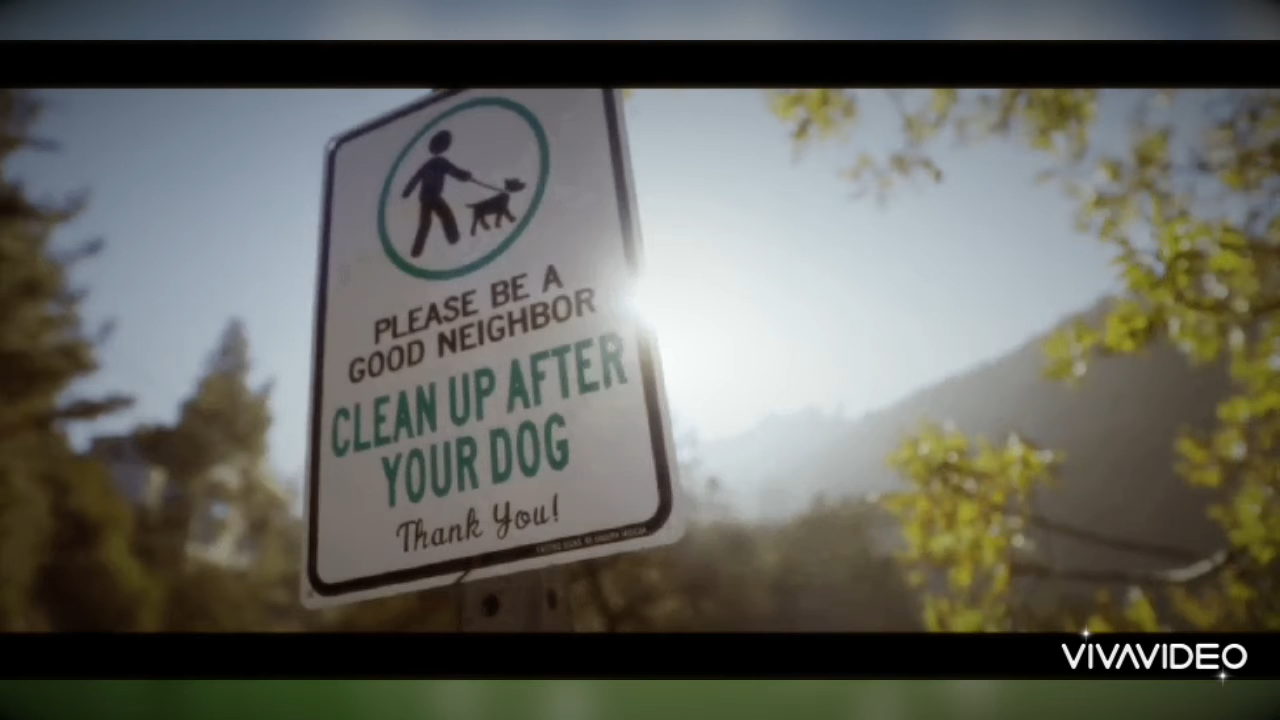 PLEASE BE A
GOOD NEIGHBOR
CLEAN UP AFTER
YOUR DOG
Thank You!
VIVAVIDEO